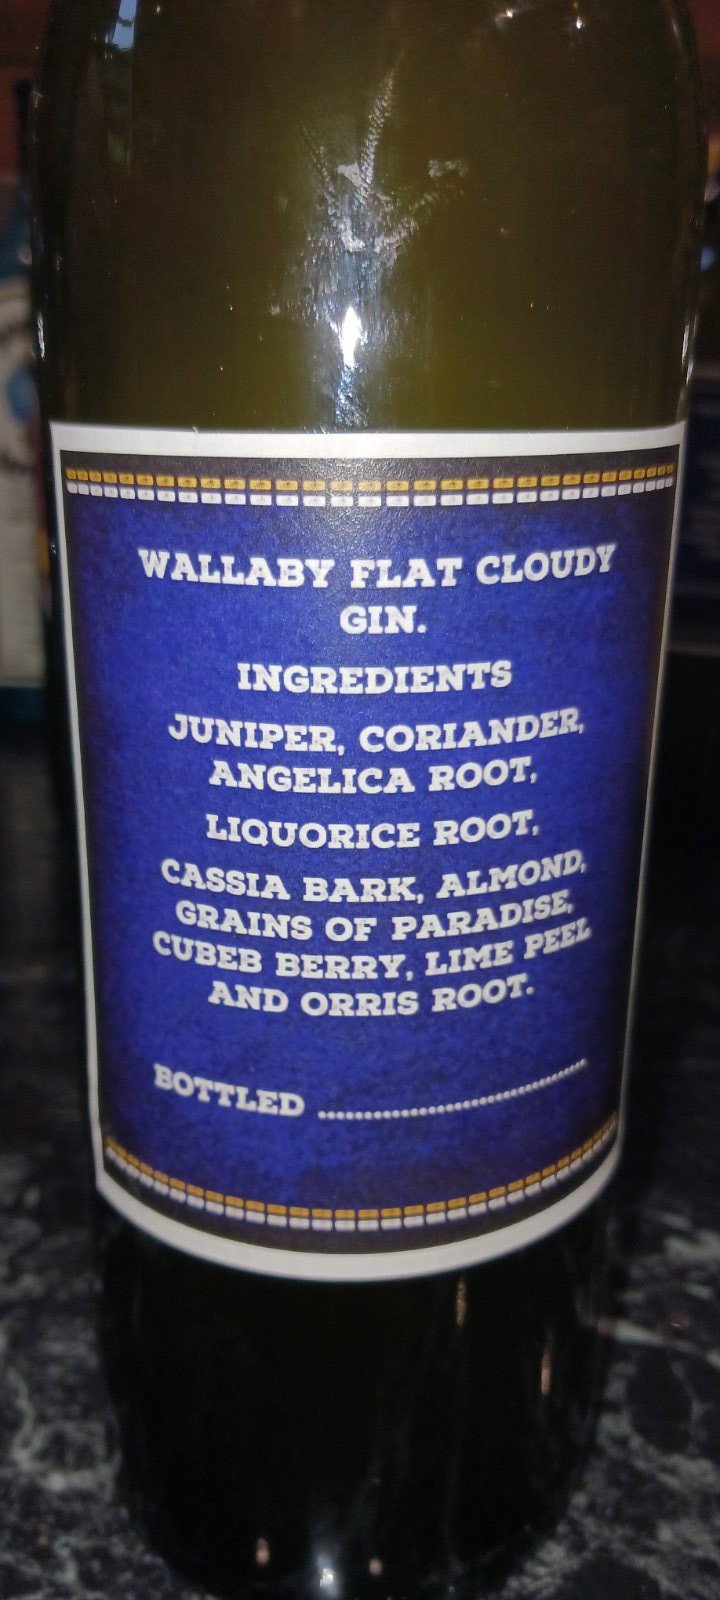 WALLABY FLAT CLOUDY
GIN.
INGREDIENTS
JUNIPER, CORIANDER,
ANGELICA ROOT,
LIQUORICE ROOT,
CASSIA BARK, ALMOND,
GRAINS OF PARADISE,
CUBEB BERRY, LIME PEEL
AND ORRIS ROOT.
BOTTLED ....................................